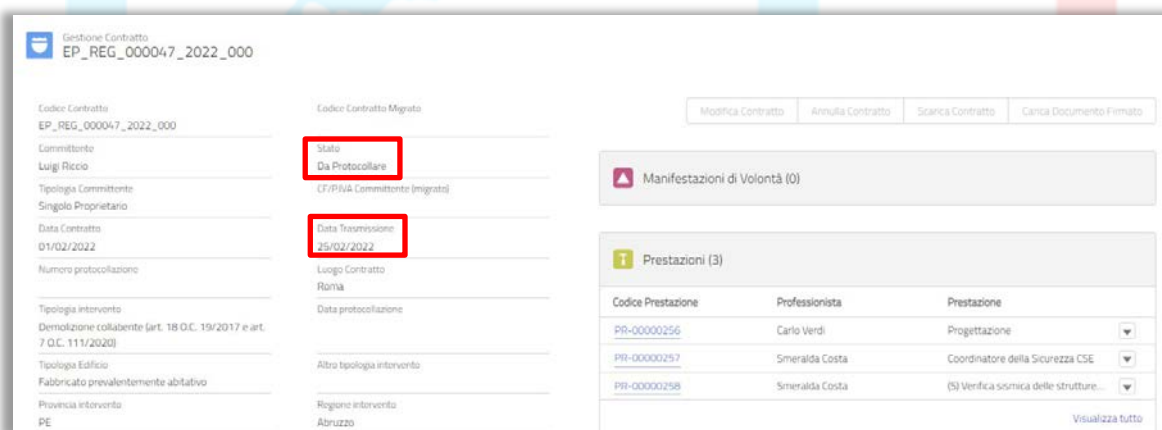 Gestione Contratto
EP_REG_000047_2022_000
Modifica Contratto
Annulla Contratto
Scarica Contratto
Carica Documento Firmato
Codice Contratto
EP_REG_000047_2022_000
Codice Contratto Migrato
Committente
Luigi Riccio
Stato
Da Protocollare
Tipologia Committente
Singolo Proprietario
CF/P.IVA Committente (migrato)
Data Contratto
01/02/2022
Data Trasmissione
25/02/2022
Numero protocollazione
Luogo Contratto
Roma
Tipologia intervento
Demolizione collabente (art. 18 O.C. 19/2017 e art.
7 O.C. 111/2020)
Data protocollazione
Tipologia Edificio
Fabbricato prevalentemente abitativo
Altro tipologia intervento
Provincia intervento
PE
Regione intervento
Abruzzo
Manifestazioni di Volontà (0)
Prestazioni (3)
Codice Prestazione Professionista Prestazione
PR-00000256 Carlo Verdi Progettazione
PR-00000257 Smeralda Costa Coordinatore della Sicurezza CSE
PR-00000258 Smeralda Costa (S) Verifica sismica delle strutture...
Visualizza tutto